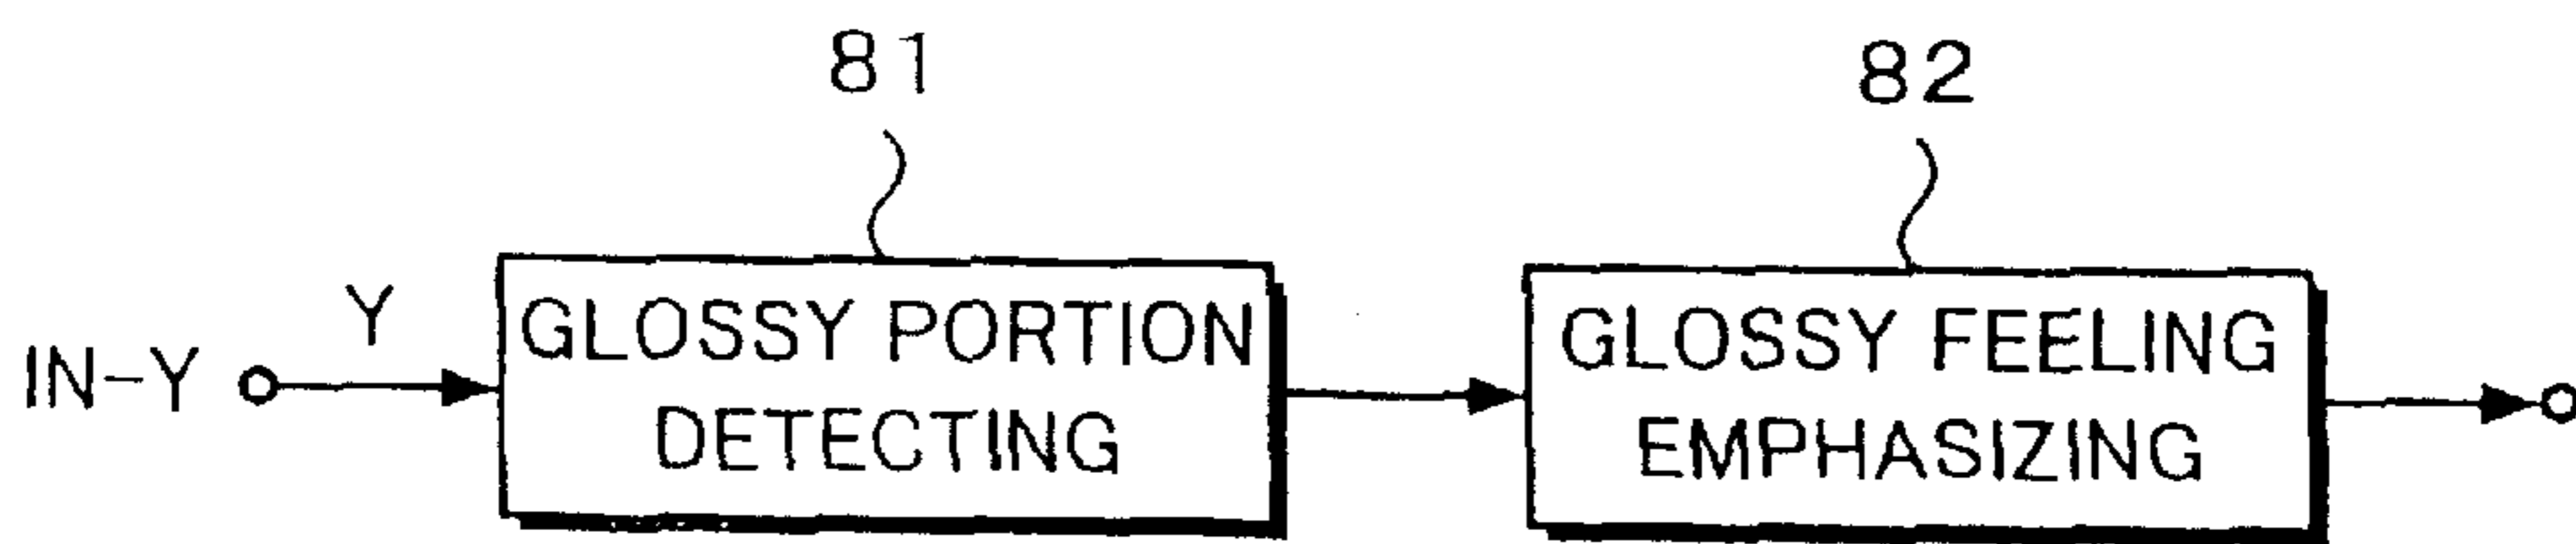 81
82
IN-Y
Y
GLOSSY PORTION
DETECTING
GLOSSY FEELING
EMPHASIZING